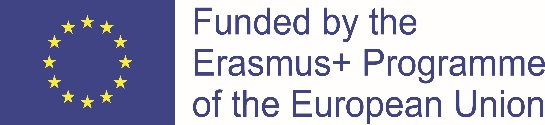 Funded by the
Erasmus+ Programme
of the European Union